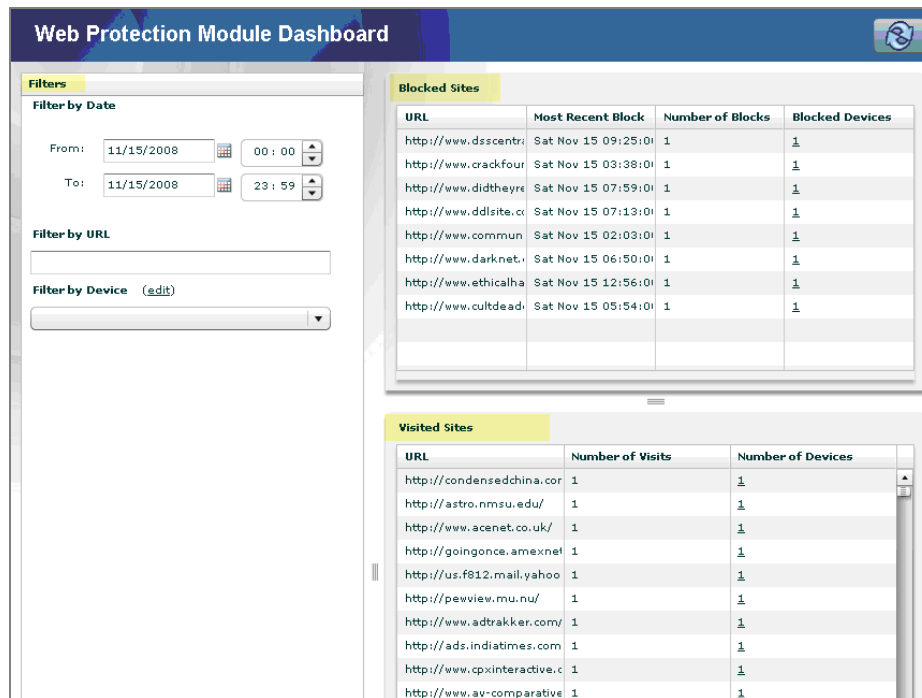 Web Protection Module Dashboard
Filters
Filter by Date
From: 11/15/2008 00 : 00
To: 11/15/2008 23 : 59
Filter by URL
Filter by Device (edit)
Blocked Sites
URL Most Recent Block Number of Blocks Blocked Devices
http://www.dsscentr Sat Nov 15 09:25:0 1 1
http://www.crackfour Sat Nov 15 03:38:0 1 1
http://www.didtheyre Sat Nov 15 07:59:0 1 1
http://www.ddlsite.c Sat Nov 15 07:13:0 1 1
http://www.commun Sat Nov 15 02:03:0 1 1
http://www.darknet. Sat Nov 15 06:50:0 1 1
http://www.ethicalha Sat Nov 15 12:56:0 1 1
http://www.cultdead Sat Nov 15 05:54:0 1 1
Visited Sites
URL Number of Visits Number of Devices
http://condensedchina.cor 1 1
http://astro.nmsu.edu/ 1 1
http://www.acenet.co.uk/ 1 1
http://goingonce.amexnet 1 1
http://us.f812.mail.yahoo 1 1
http://pewview.mu.nu/ 1 1
http://www.adtrakker.com/ 1 1
http://ads.indiatimes.com 1 1
http://www.cpxinteractive.c 1 1
http://www.av-comparative 1 1